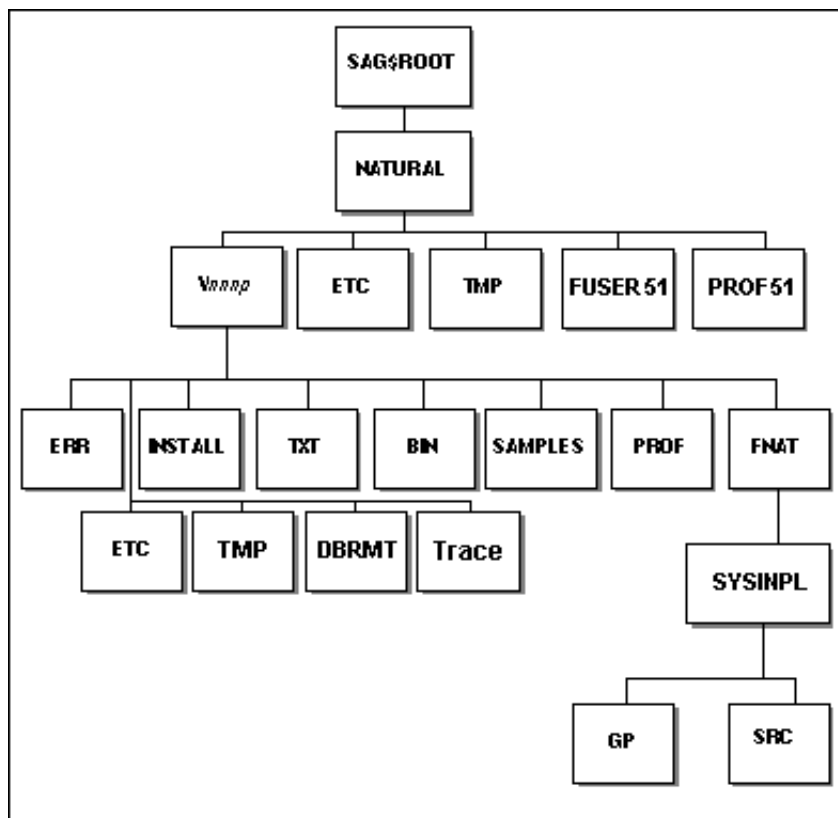 SAG$ROOT
NATURAL
Vnnnp
ETC
TMP
FUSER51
PROF51
ERR
INSTALL
TXT
BIN
SAMPLES
PROF
FNAT
ETC
TMP
DBRMT
Trace
SYSINPL
GP
SRC